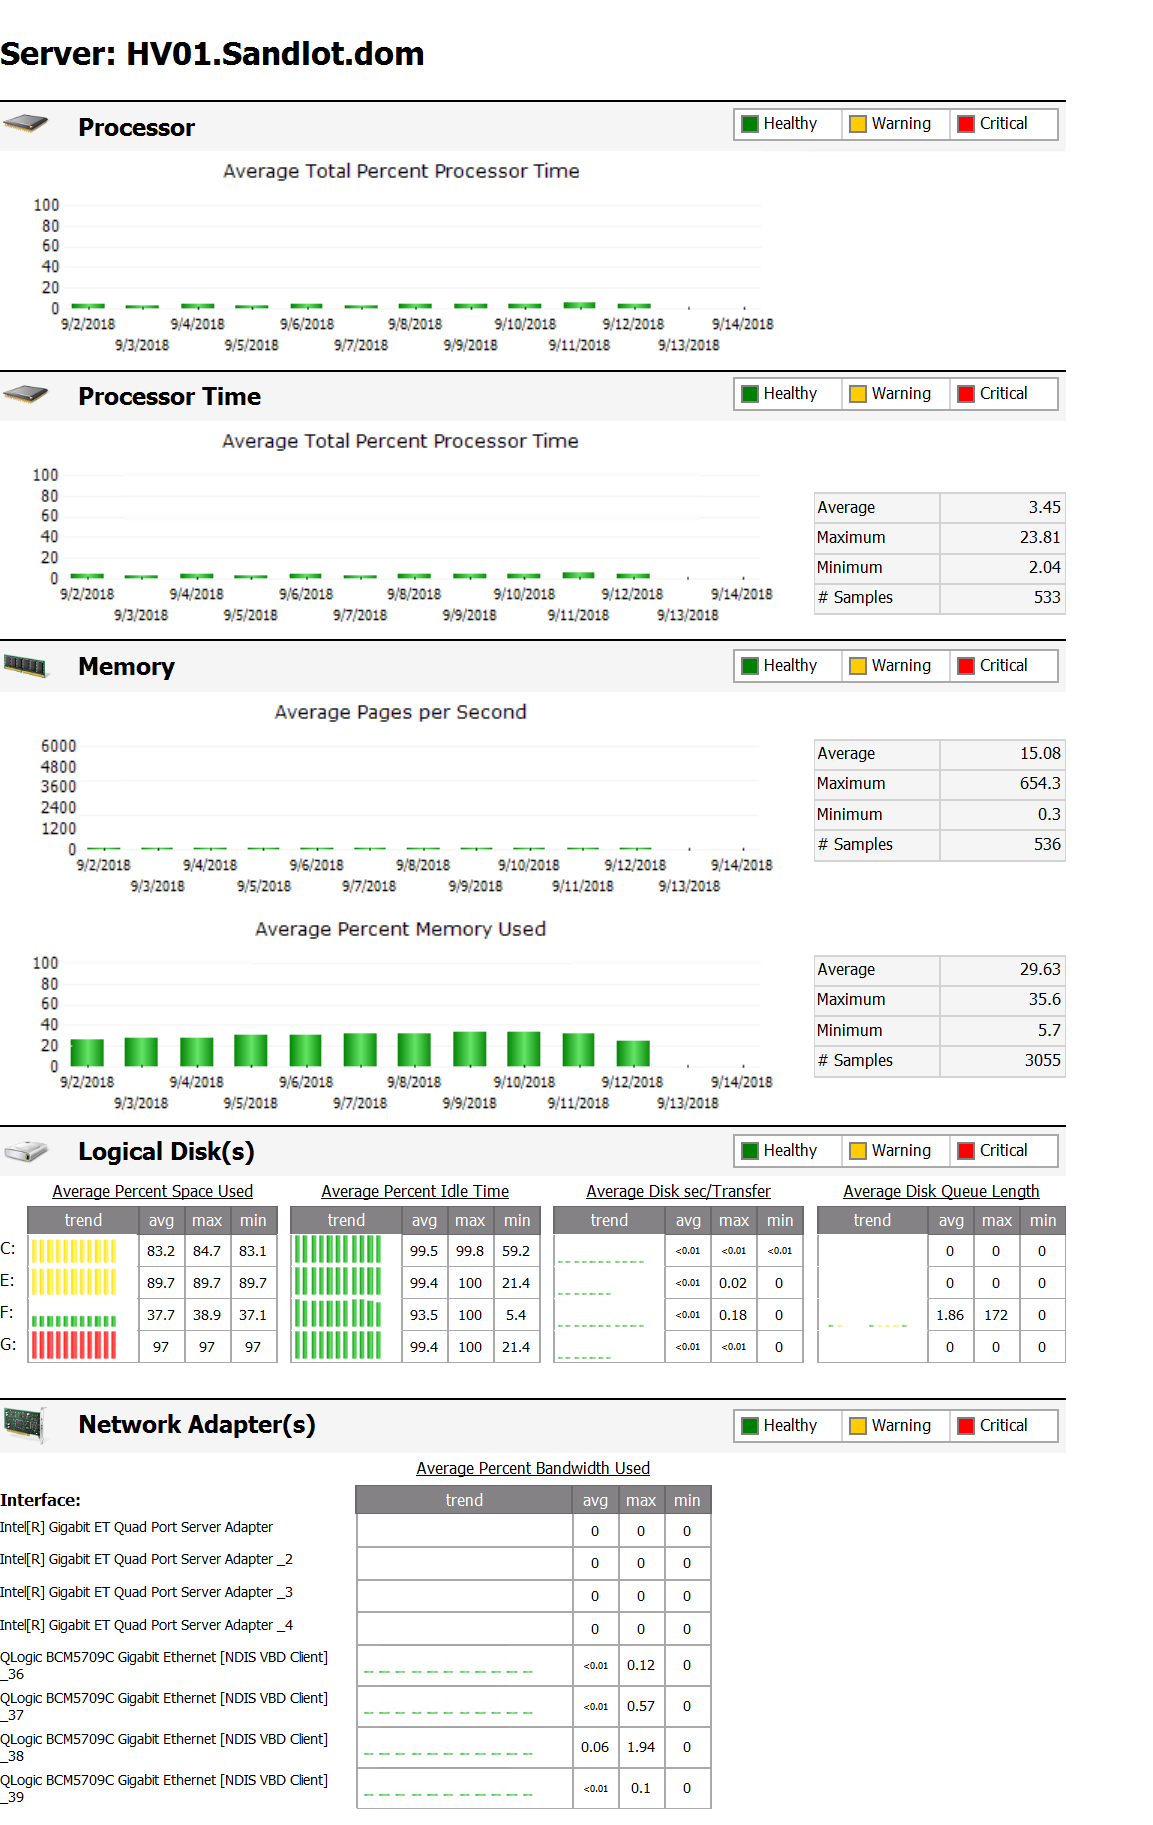 Server: HV01.Sandlot.dom
Processor
Healthy Warning Critical
Average Total Percent Processor Time
100
80
60
40
20
0
9/2/2018 9/4/2018 9/6/2018 9/8/2018 9/10/2018 9/12/2018 9/14/2018
9/3/2018 9/5/2018 9/7/2018 9/9/2018 9/11/2018 9/13/2018
Processor Time
Healthy Warning Critical
Average Total Percent Processor Time
100
80
60
40
20
0
9/2/2018 9/4/2018 9/6/2018 9/8/2018 9/10/2018 9/12/2018 9/14/2018
9/3/2018 9/5/2018 9/7/2018 9/9/2018 9/11/2018 9/13/2018
Average 3.45
Maximum 23.81
Minimum 2.04
# Samples 533
Memory
Healthy Warning Critical
Average Pages per Second
6000
4800
3600
2400
1200
0
9/2/2018 9/4/2018 9/6/2018 9/8/2018 9/10/2018 9/12/2018 9/14/2018
9/3/2018 9/5/2018 9/7/2018 9/9/2018 9/11/2018 9/13/2018
Average 15.08
Maximum 654.3
Minimum 0.3
# Samples 536
Average Percent Memory Used
100
80
60
40
20
0
9/2/2018 9/4/2018 9/6/2018 9/8/2018 9/10/2018 9/12/2018 9/14/2018
9/3/2018 9/5/2018 9/7/2018 9/9/2018 9/11/2018 9/13/2018
Average 29.63
Maximum 35.6
Minimum 5.7
# Samples 3055
Logical Disk(s)
Healthy Warning Critical
Average Percent Space Used Average Percent Idle Time Average Disk sec/Transfer Average Disk Queue Length
trend avg max min trend avg max min trend avg max min trend avg max min
C: 83.2 84.7 83.1 99.5 99.8 59.2 <0.01 <0.01 <0.01 0 0 0
E: 89.7 89.7 89.7 99.4 100 21.4 <0.01 0.02 0 0 0 0
F: 37.7 38.9 37.1 93.5 100 5.4 <0.01 0.18 0 1.86 172 0
G: 97 97 97 99.4 100 21.4 <0.01 <0.01 0 0 0 0
Network Adapter(s)
Healthy Warning Critical
Average Percent Bandwidth Used
Interface: trend avg max min
Intel[R] Gigabit ET Quad Port Server Adapter 0 0 0
Intel[R] Gigabit ET Quad Port Server Adapter _2 0 0 0
Intel[R] Gigabit ET Quad Port Server Adapter _3 0 0 0
Intel[R] Gigabit ET Quad Port Server Adapter _4 0 0 0
QLogic BCM5709C Gigabit Ethernet [NDIS VBD Client] <0.01 0.12 0
_36
QLogic BCM5709C Gigabit Ethernet [NDIS VBD Client] <0.01 0.57 0
_37
QLogic BCM5709C Gigabit Ethernet [NDIS VBD Client] 0.06 1.94 0
_38
QLogic BCM5709C Gigabit Ethernet [NDIS VBD Client] <0.01 0.1 0
_39